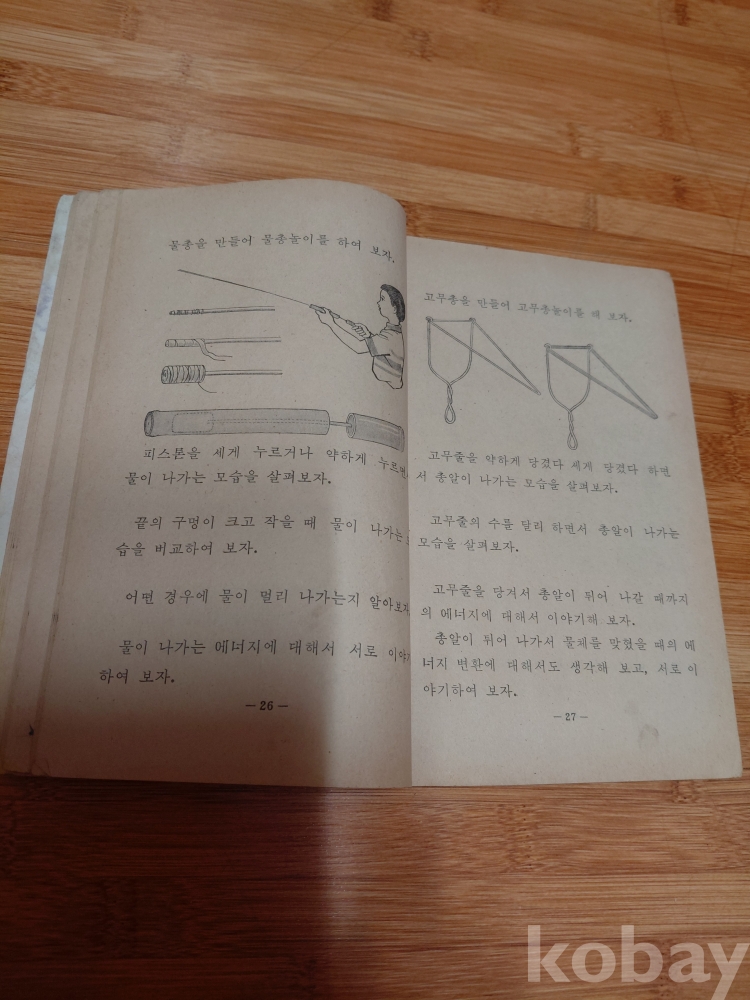 물총을 만들어 물총놀이를 하여 보자.
피스톤을 세게 누르거나 약하게 누르면서
물이 나가는 모습을 살펴보자.
끝의 구멍이 크고 작을 때 물이 나가는
습을 비교하여 보자.
어떤 경우에 물이 멀리 나가는지 알아보자.
물이 나가는 에너지에 대해서 서로 이야기
하여 보자.
— 26 —
고무총을 만들어 고무총놀이를 해 보자.
고무줄을 약하게 당겼다 세게 당겼다 하면
서 총알이 나가는 모습을 살펴보자.
고무줄의 수를 달리 하면서 총알이 나가는
모습을 살펴보자.
고무줄을 당겨서 총알이 튀어 나갈 때까지
의 에너지에 대해서 이야기해 보자.
총알이 튀어 나가서 물체를 맞혔을 때의 에
너지 변환에 대해서도 생각해 보고, 서로 이
야기하여 보자.
— 27 —
kobay